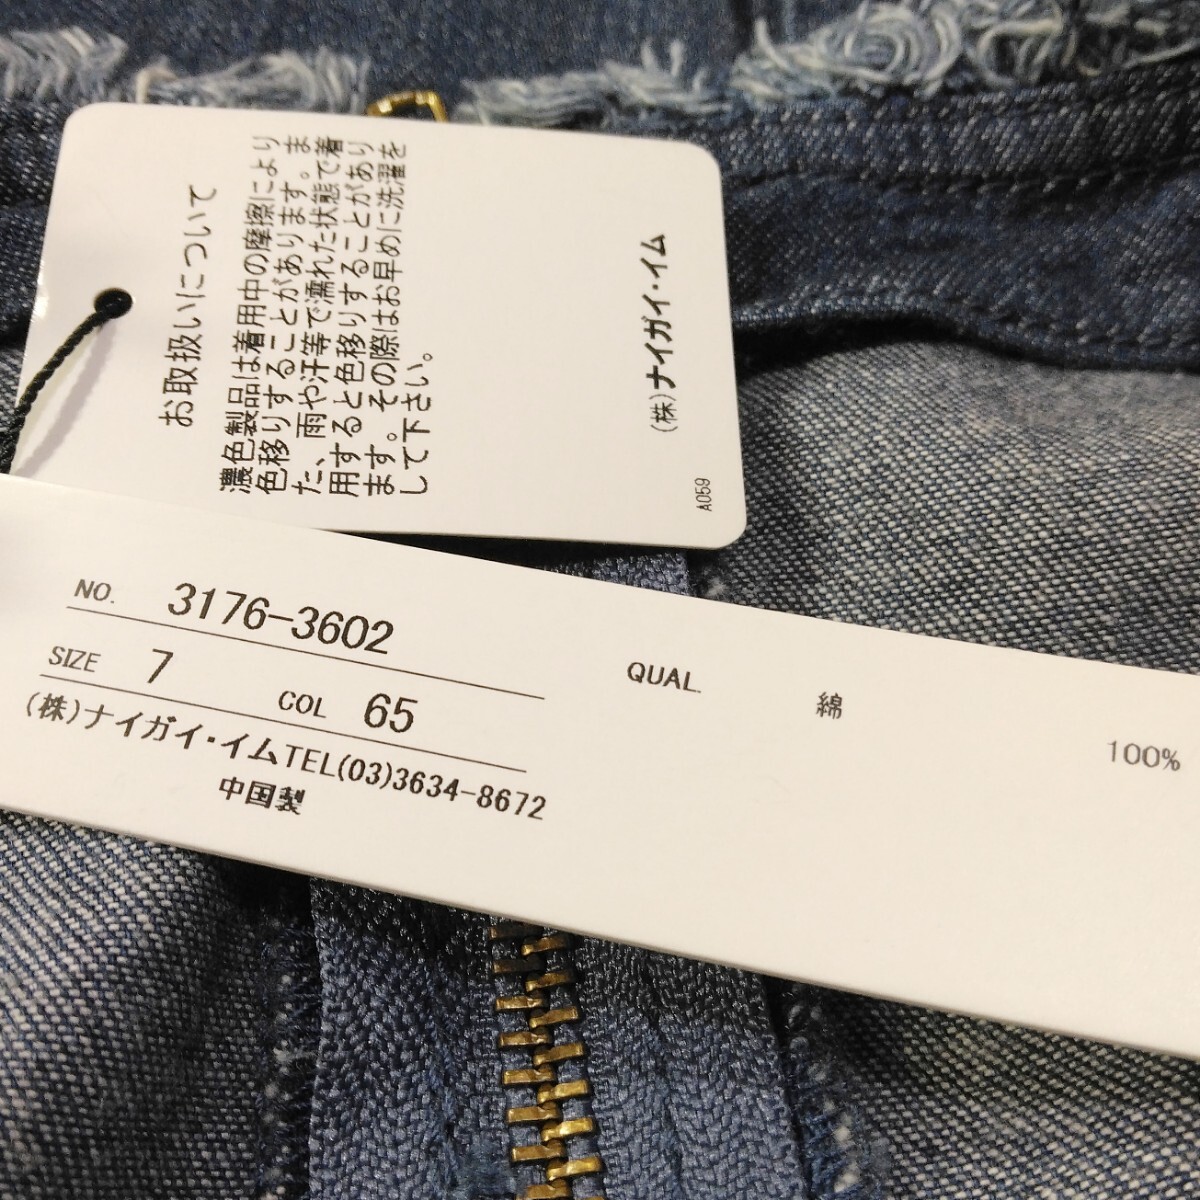 お取扱いについて
濃色製品は着用中の摩擦により
色移りすることがあります。ま
た、雨や汗等で濡れた状態で着
用すると色移りすることがあり
ます。その際はお早めに洗濯を
して下さい。
(株)ナイガイ・イム
A059
NO. 3176-3602
SIZE 7 COL 65
(株)ナイガイ・イムTEL(03)3634-8672
中国製
QUAL.
綿 100%